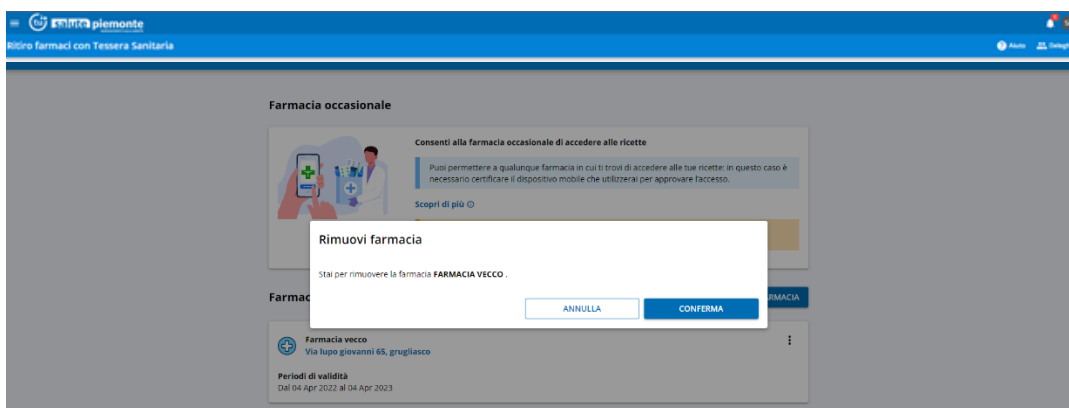 tu salute piemonte
Ritiro farmaci con Tessera Sanitaria
Aiuto
Farmacia occasionale
Consenti alla farmacia occasionale di accedere alle ricette
Puoi permettere a qualunque farmacia in cui ti trovi di accedere alle tue ricette: in questo caso è
necessario certificare il dispositivo mobile che utilizzerai per approvare l'accesso.
Scopri di più
Rimuovi farmacia
Stai per rimuovere la farmacia FARMACIA VECCO .
ANNULLA
CONFERMA
Farmac
RMACIA
Farmacia vecco
Via lupo giovanni 65, grugliasco
Periodi di validità
Dal 04 Apr 2022 al 04 Apr 2023